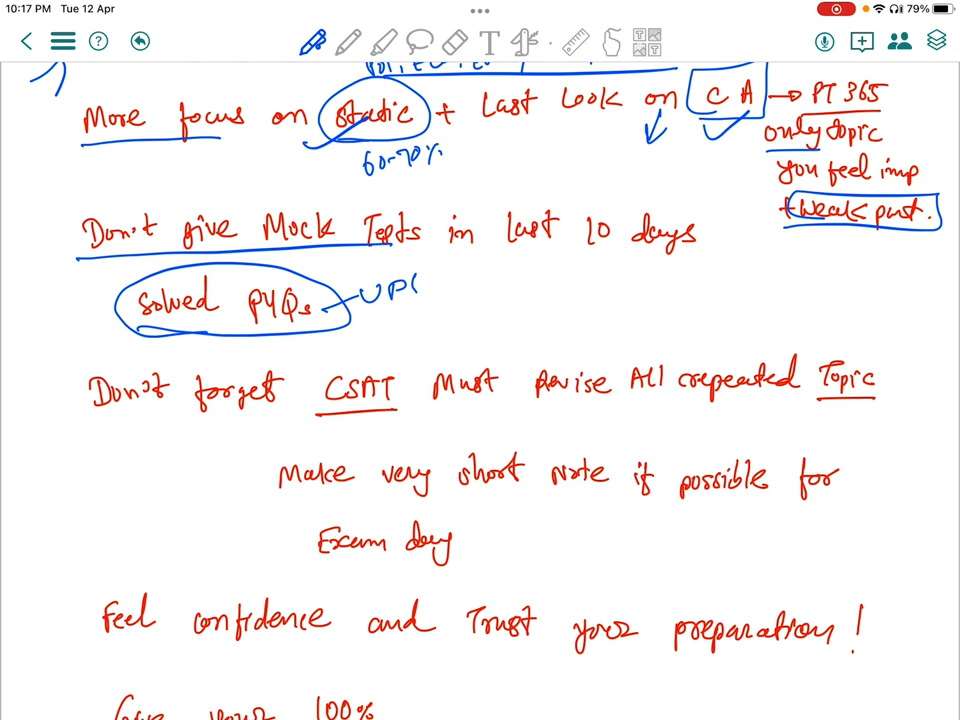 10:17 PM Tue 12 Apr
79%
More focus on static + Last Look on CA → PT 365
60-70%
only topic
you feel imp
+ weak part.
Don't give Mock Tests in last 10 days
solved PYQs - UPC
Don't forget CSAT Must Revise All repeated Topic
Make very short Note if possible for
Exam day
Feel confidence and Trust your preparation!
100%